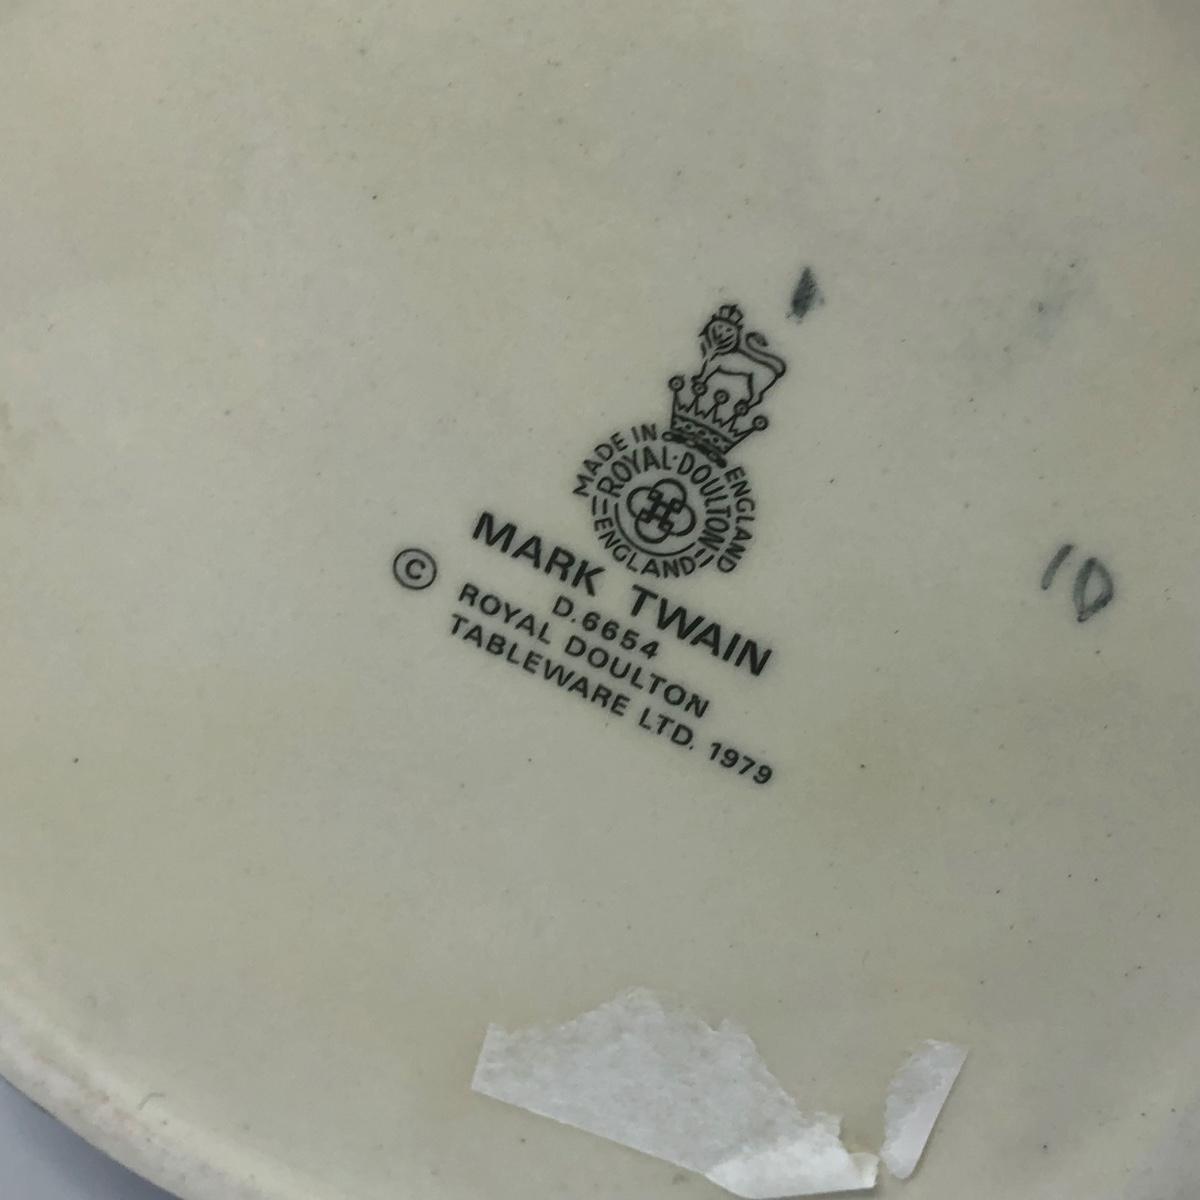 MADE IN ENGLAND
ROYAL·DOULTON
ENGLAND
MARK TWAIN
D.6654
© ROYAL DOULTON
TABLEWARE LTD. 1979
10